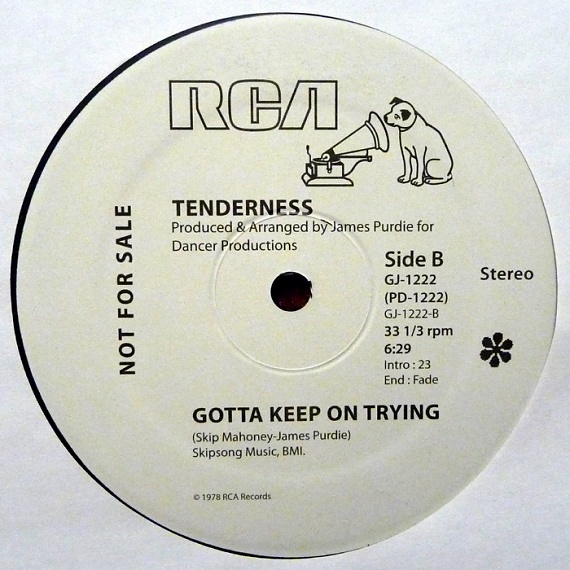 RCA
TENDERNESS
Produced & Arranged by James Purdie for
Dancer Productions
NOT FOR SALE
Side B
GJ-1222
(PD-1222)
GJ-1222-B
33 1/3 rpm
6:29
Intro : 23
End : Fade
Stereo
GOTTA KEEP ON TRYING
(Skip Mahoney-James Purdie)
Skipsong Music, BMI.
© 1978 RCA Records